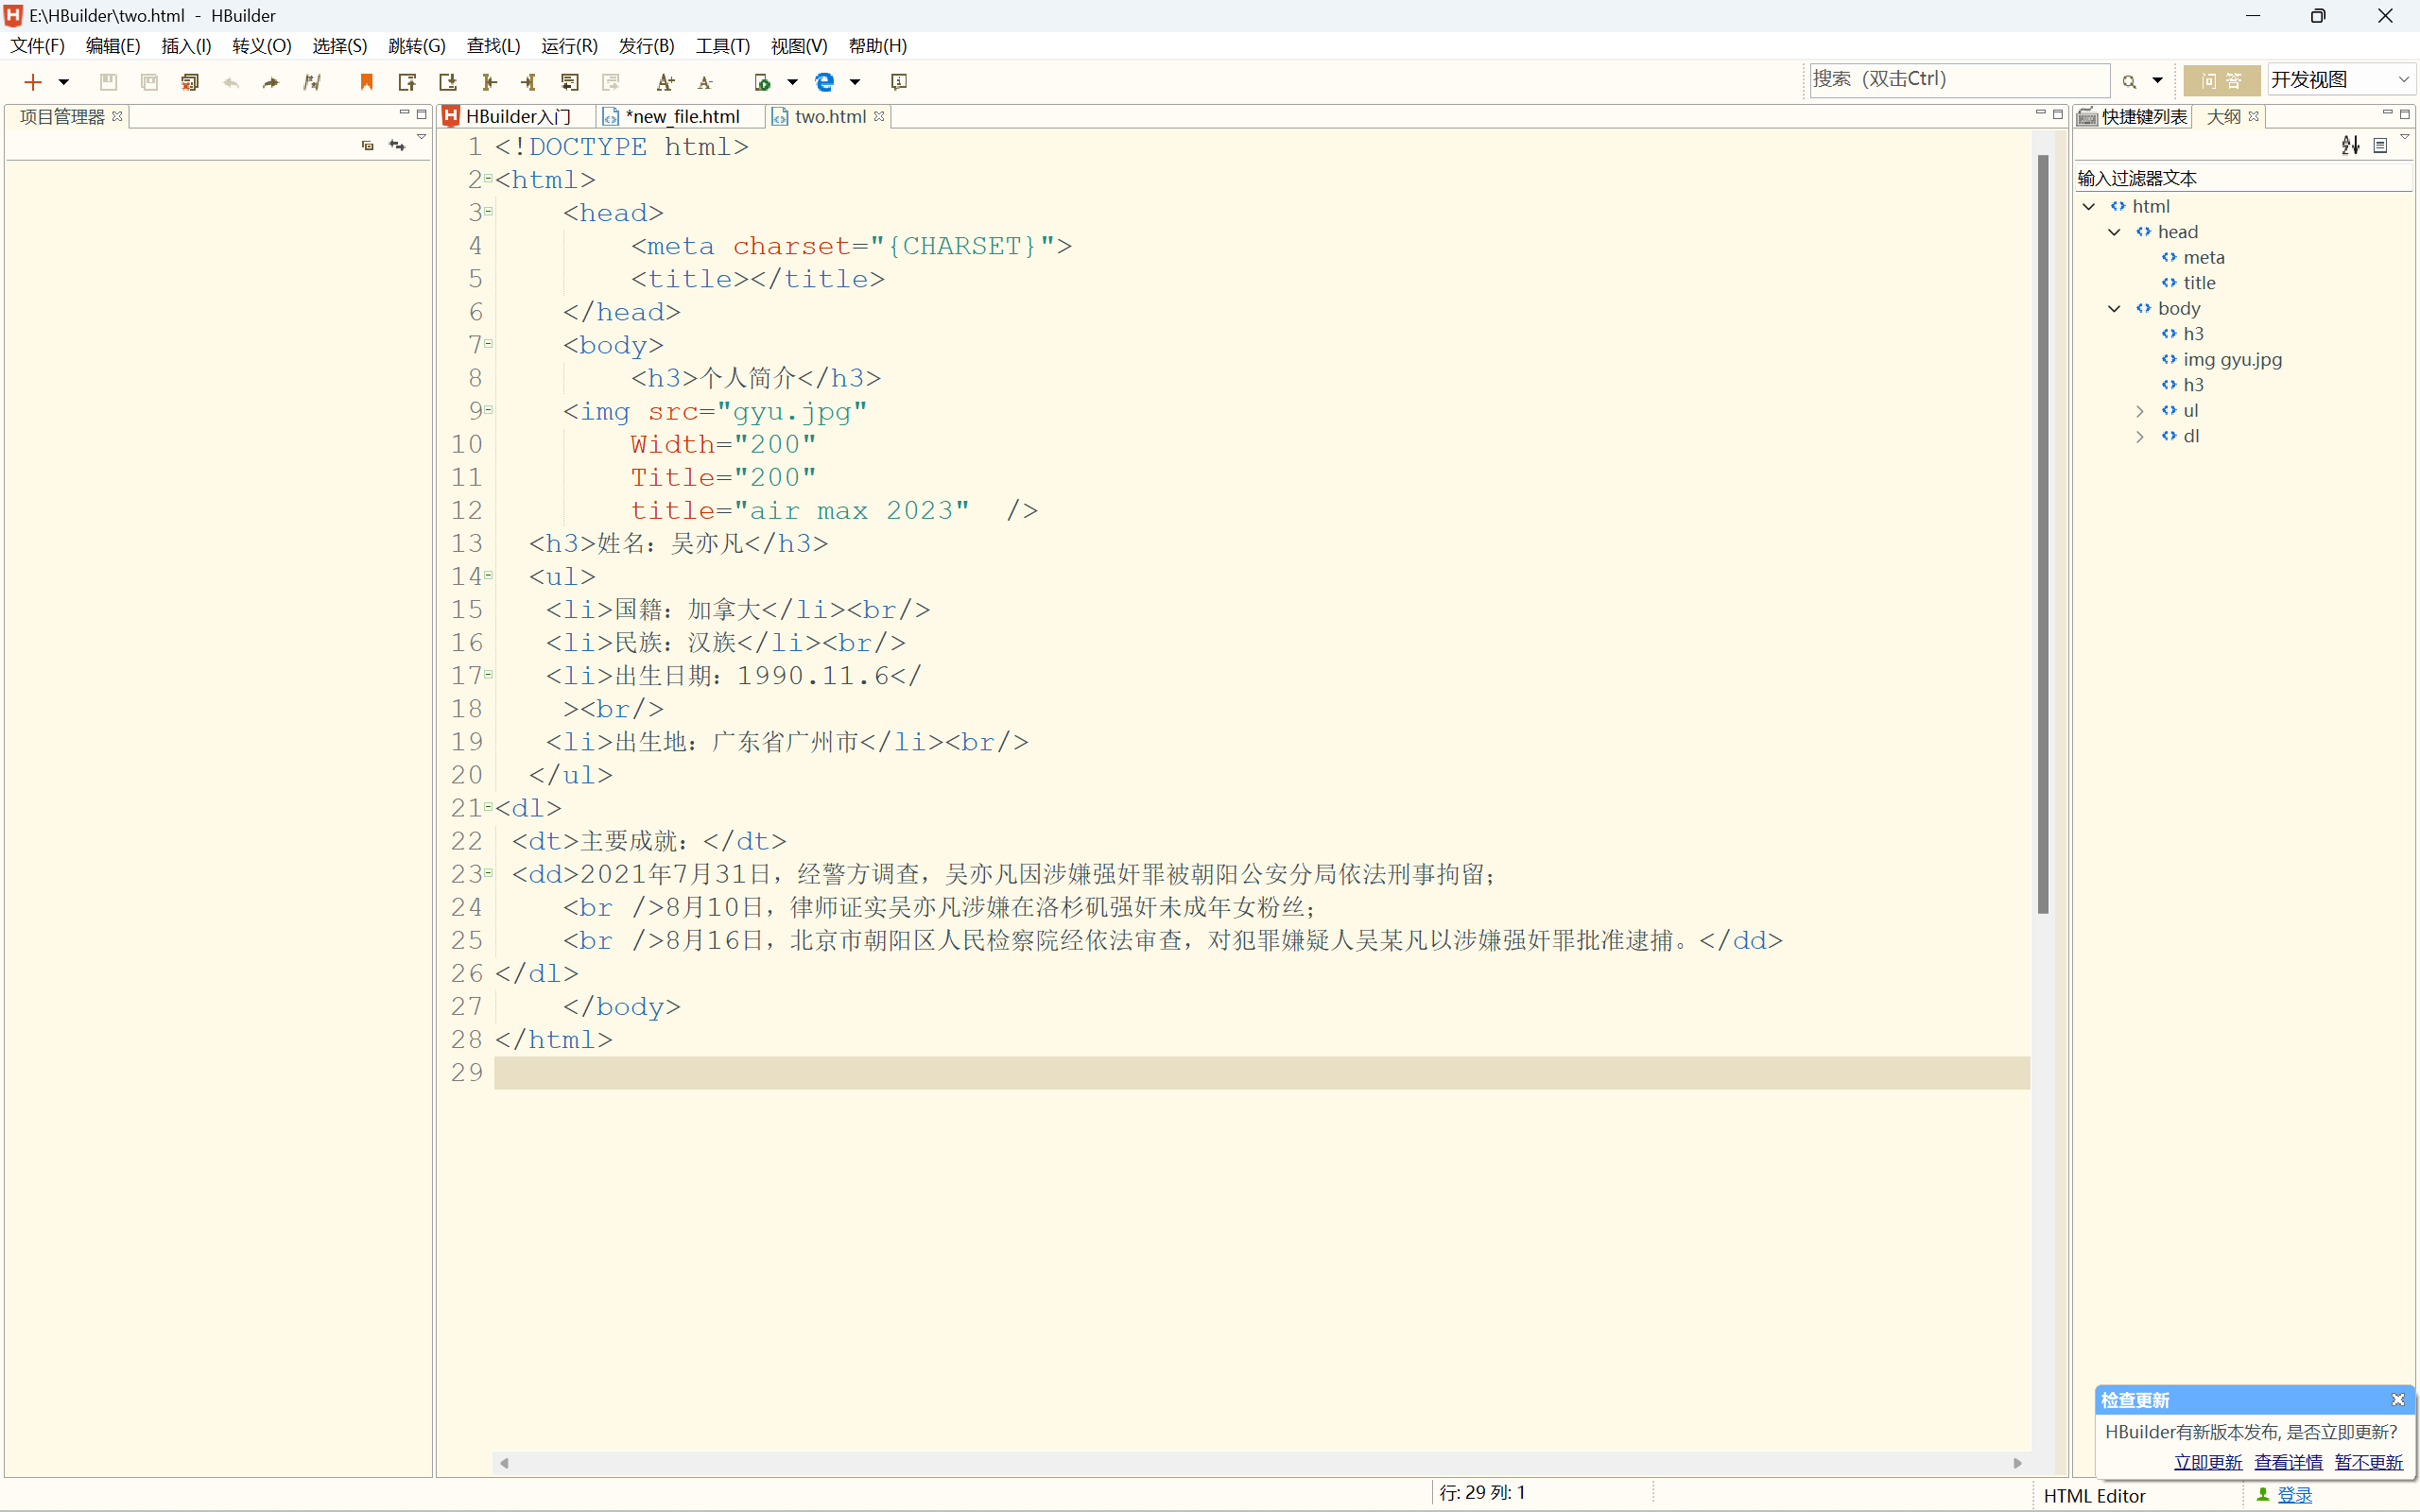 E:\HBuilder\two.html - HBuilder
文件(F) 编辑(E) 插入(I) 转义(O) 选择(S) 跳转(G) 查找(L) 运行(R) 发行(B) 工具(T) 视图(V) 帮助(H)
搜索 (双击Ctrl) 问 答 开发视图
项目管理器
HBuilder入门 *new_file.html two.html
快捷键列表 大纲
输入过滤器文本
html
head
meta
title
body
h3
img gyu.jpg
h3
ul
dl
1 <!DOCTYPE html>
2 <html>
3 <head>
4 <meta charset="{CHARSET}">
5 <title></title>
6 </head>
7 <body>
8 <h3>个人简介</h3>
9 <img src="gyu.jpg"
10 Width="200"
11 Title="200"
12 title="air max 2023" />
13 <h3>姓名：吴亦凡</h3>
14 <ul>
15 <li>国籍：加拿大</li><br/>
16 <li>民族：汉族</li><br/>
17 <li>出生日期：1990.11.6</
18 ><br/>
19 <li>出生地：广东省广州市</li><br/>
20 </ul>
21 <dl>
22 <dt>主要成就：</dt>
23 <dd>2021年7月31日，经警方调查，吴亦凡因涉嫌强奸罪被朝阳公安分局依法刑事拘留；
24 <br />8月10日，律师证实吴亦凡涉嫌在洛杉矶强奸未成年女粉丝；
25 <br />8月16日，北京市朝阳区人民检察院经依法审查，对犯罪嫌疑人吴某凡以涉嫌强奸罪批准逮捕。</dd>
26 </dl>
27 </body>
28 </html>
29
检查更新
HBuilder有新版本发布, 是否立即更新?
立即更新 查看详情 暂不更新
行: 29 列: 1
HTML Editor
登录